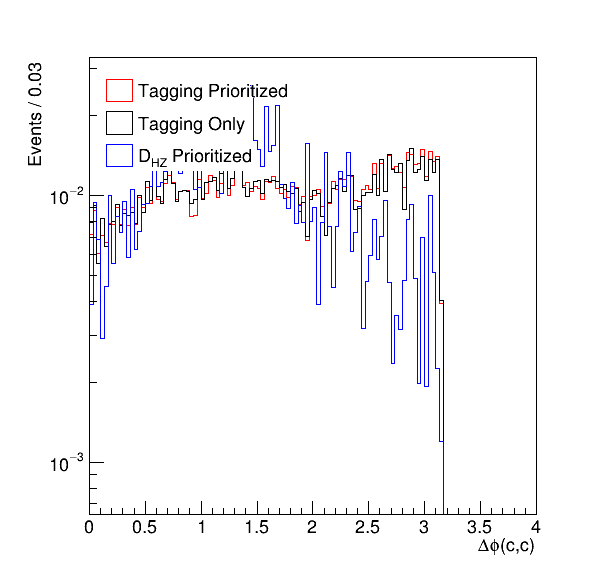 Events / 0.03
Tagging Prioritized
Tagging Only
D_HZ Prioritized
10^−2
10^−3
0 0.5 1 1.5 2 2.5 3 3.5 4
Δϕ(c,c)